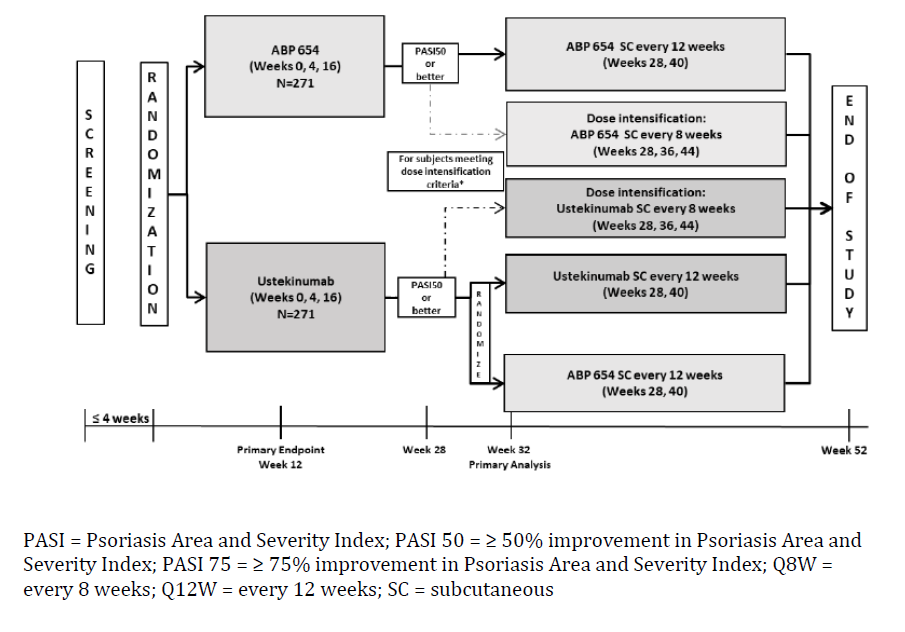 SCREENING
RANDOMIZATION
ABP 654
(Weeks 0, 4, 16)
N=271
PASI50
or
better
ABP 654 SC every 12 weeks
(Weeks 28, 40)
Dose intensification:
ABP 654 SC every 8 weeks
(Weeks 28, 36, 44)
For subjects meeting
dose intensification
criteria*
Dose intensification:
Ustekinumab SC every 8 weeks
(Weeks 28, 36, 44)
Ustekinumab
(Weeks 0, 4, 16)
N=271
PASI50
or
better
RANDOMIZE
Ustekinumab SC every 12 weeks
(Weeks 28, 40)
ABP 654 SC every 12 weeks
(Weeks 28, 40)
END OF STUDY
≤ 4 weeks
Primary Endpoint
Week 12
Week 28
Week 32
Primary Analysis
Week 52
PASI = Psoriasis Area and Severity Index; PASI 50 = ≥ 50% improvement in Psoriasis Area and
Severity Index; PASI 75 = ≥ 75% improvement in Psoriasis Area and Severity Index; Q8W =
every 8 weeks; Q12W = every 12 weeks; SC = subcutaneous